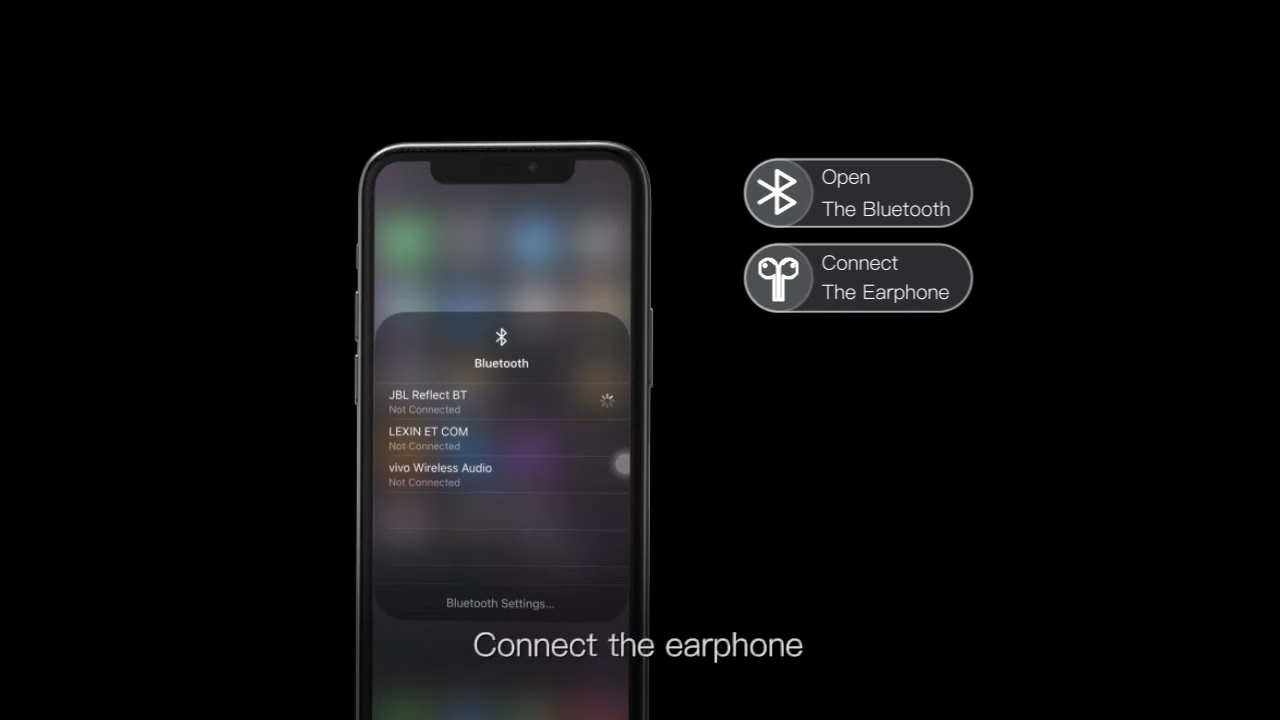 Open
The Bluetooth
Connect
The Earphone
Bluetooth
JBL Reflect BT
Not Connected
LEXIN ET COM
Not Connected
vivo Wireless Audio
Not Connected
Bluetooth Settings...
Connect the earphone